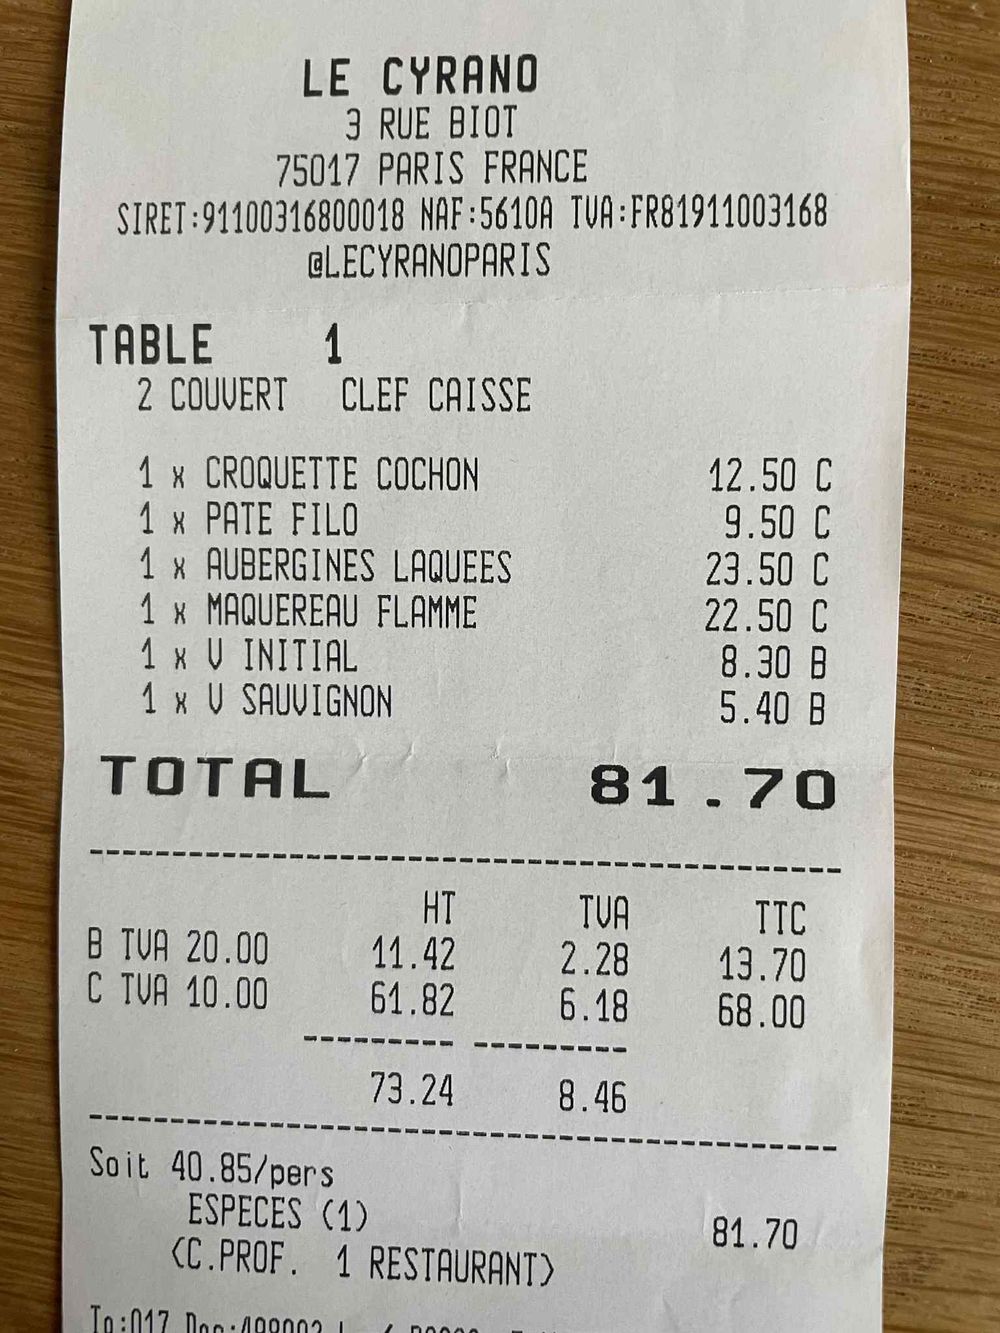 LE CYRANO
3 RUE BIOT
75017 PARIS FRANCE
SIRET:91100316800018 NAF:5610A TVA:FR81911003168
@LECYRANOPARIS
TABLE 1
2 COUVERT CLEF CAISSE
1 x CROQUETTE COCHON 12.50 C
1 x PATE FILO 9.50 C
1 x AUBERGINES LAQUEES 23.50 C
1 x MAQUEREAU FLAMME 22.50 C
1 x V INITIAL 8.30 B
1 x V SAUVIGNON 5.40 B
TOTAL 81.70
HT TVA TTC
B TVA 20.00 11.42 2.28 13.70
C TVA 10.00 61.82 6.18 68.00
73.24 8.46
Soit 40.85/pers
ESPECES (1) 81.70
(C.PROF. 1 RESTAURANT)